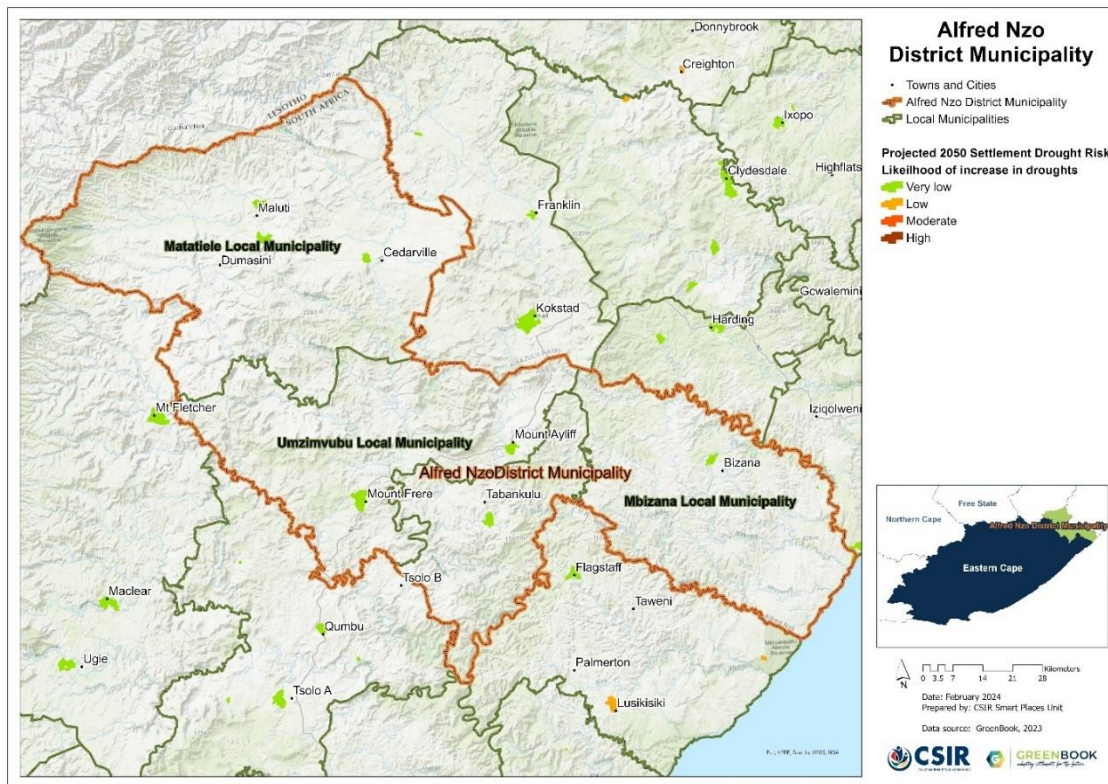 Alfred Nzo
District Municipality
Towns and Cities
Alfred Nzo District Municipality
Local Municipalities
Projected 2050 Settlement Drought Risk
Likeilhood of increase in droughts
Very low
Low
Moderate
High
Donnybrook
Creighton
LESOTHO
SOUTH AFRICA
Ixopo
Clydesdale
Highflats
Maluti
Franklin
Matatiele Local Municipality
Dumasini
Cedarville
Gcwalemini
Kokstad
Harding
Mt Fletcher
Iziqolweni
Umzimvubu Local Municipality
Mount Ayliff
Bizana
Alfred NzoDistrict Municipality
Mount Frere
Tabankulu
Mbizana Local Municipality
Flagstaff
Tsolo B
Taweni
Maclear
Qumbu
Ugie
Palmerton
Tsolo A
Lusikisiki
Free State
Northern Cape
Alfred Nzo District Municipality
Eastern Cape
N
0 3.5 7 14 21 28
Kilometers
Date: February 2024
Prepared by: CSIR Smart Places Unit
Data source: GreenBook, 2023
CSIR
GREENBOOK